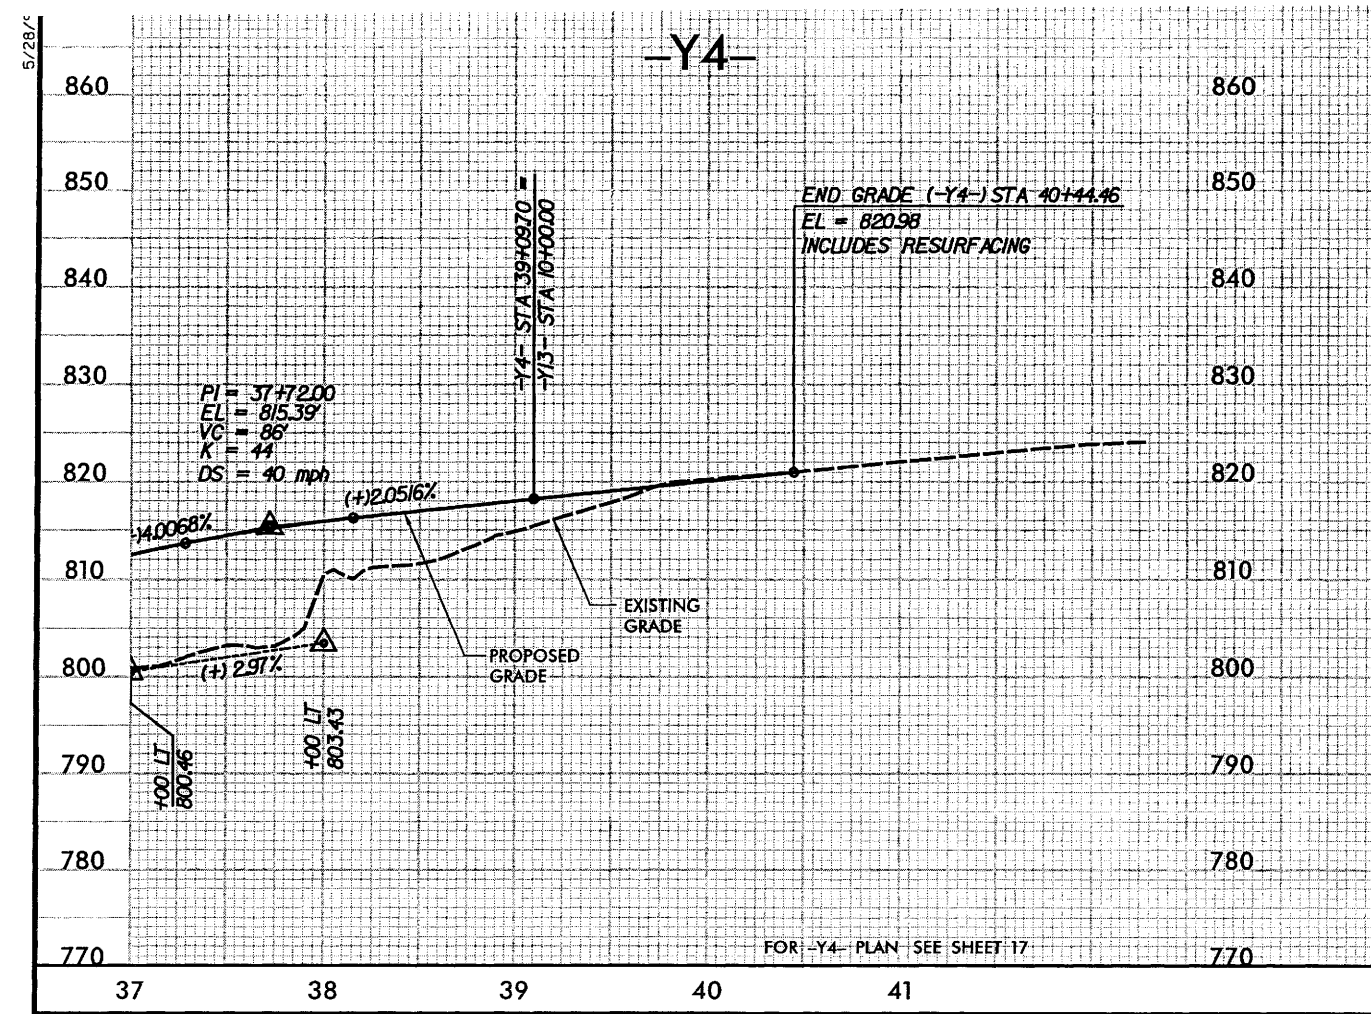 -Y4-
860
860
850
850
840
840
830
830
820
820
810
810
800
800
790
790
780
780
770
770
END GRADE (-Y4-) STA 40+44.46
EL = 820.98
INCLUDES RESURFACING
-Y4- STA 39+09.70 =
-Y13- STA 10+00.00
PI = 37+72.00
EL = 815.39'
VC = 86'
K = 44
DS = 40 mph
)4.0068%
(+)2.0516%
EXISTING
GRADE
PROPOSED
GRADE
(+) 2.97%
+00 LT
800.46
+00 LT
803.43
FOR -Y4- PLAN SEE SHEET 17
37
38
39
40
41